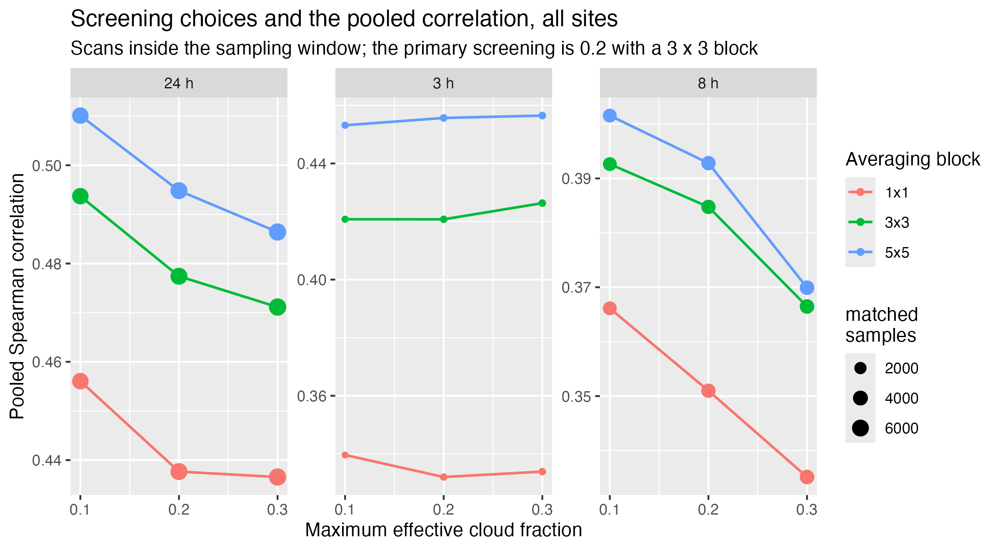 Screening choices and the pooled correlation, all sites
Scans inside the sampling window; the primary screening is 0.2 with a 3 x 3 block
24 h
3 h
8 h
Pooled Spearman correlation
0.50
0.48
0.46
0.44
0.44
0.40
0.36
0.39
0.37
0.35
0.1
0.2
0.3
0.1
0.2
0.3
0.1
0.2
0.3
Maximum effective cloud fraction
Averaging block
1x1
3x3
5x5
matched
samples
2000
4000
6000